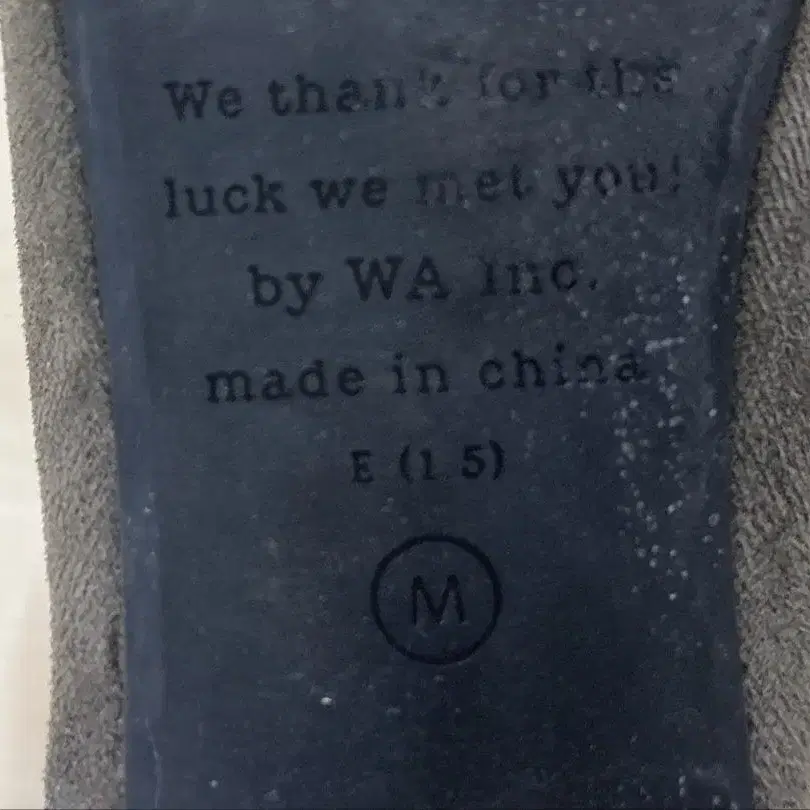 We thank for the
luck we met you!
by WA Inc.
made in china
E (1.5)
M